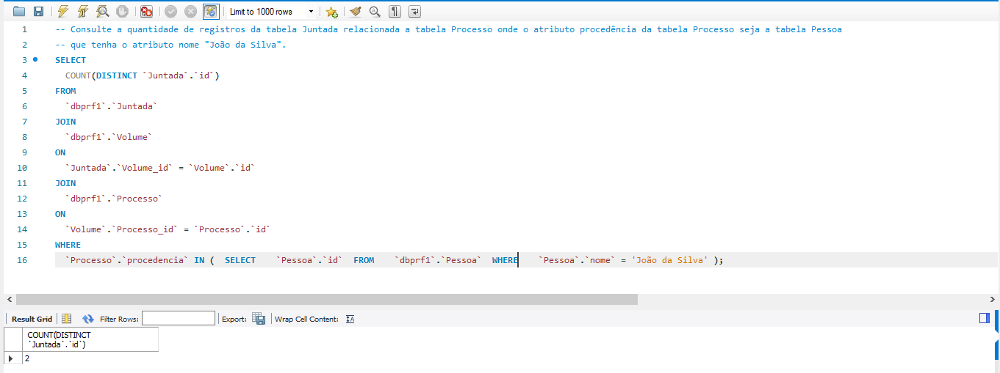 Limit to 1000 rows
1 -- Consulte a quantidade de registros da tabela Juntada relacionada a tabela Processo onde o atributo procedência da tabela Processo seja a tabela Pessoa
2 -- que tenha o atributo nome "João da Silva".
3 SELECT
4 COUNT(DISTINCT `Juntada`.`id`)
5 FROM
6 `dbprf1`.`Juntada`
7 JOIN
8 `dbprf1`.`Volume`
9 ON
10 `Juntada`.`Volume_id` = `Volume`.`id`
11 JOIN
12 `dbprf1`.`Processo`
13 ON
14 `Volume`.`Processo_id` = `Processo`.`id`
15 WHERE
16 `Processo`.`procedencia` IN ( SELECT `Pessoa`.`id` FROM `dbprf1`.`Pessoa` WHERE `Pessoa`.`nome` = 'João da Silva' );
Result Grid Filter Rows: Export: Wrap Cell Content: IA
COUNT(DISTINCT
`Juntada`.`id`)
2